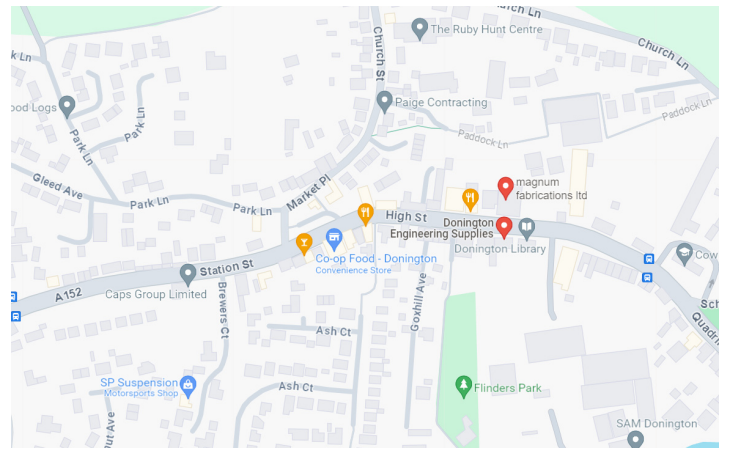 Church Ln
The Ruby Hunt Centre
Church St
Church Ln
k Ln
ood Logs
Paige Contracting
Paddock Ln
Park Ln
Park Ln
Paddock Ln
Gleed Ave
magnum
fabrications ltd
Market Pl
Park Ln
Park Ln
High St
Donington
Engineering Supplies
Donington Library
Co-op Food - Donington
Convenience Store
Cow
Station St
A152
Caps Group Limited
Brewers Ct
Goxhill Ave
Sch
Quadri
Ash Ct
SP Suspension
Motorsports Shop
Ash Ct
Flinders Park
nut Ave
SAM Donington